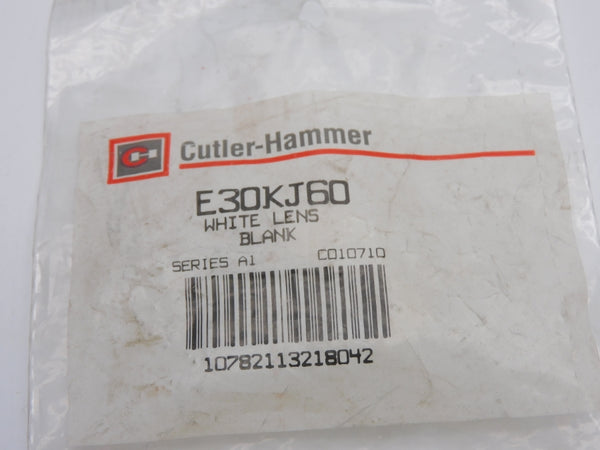 Cutler-Hammer
E30KJ60
WHITE LENS
BLANK
SERIES A1 C010710
10782113218042